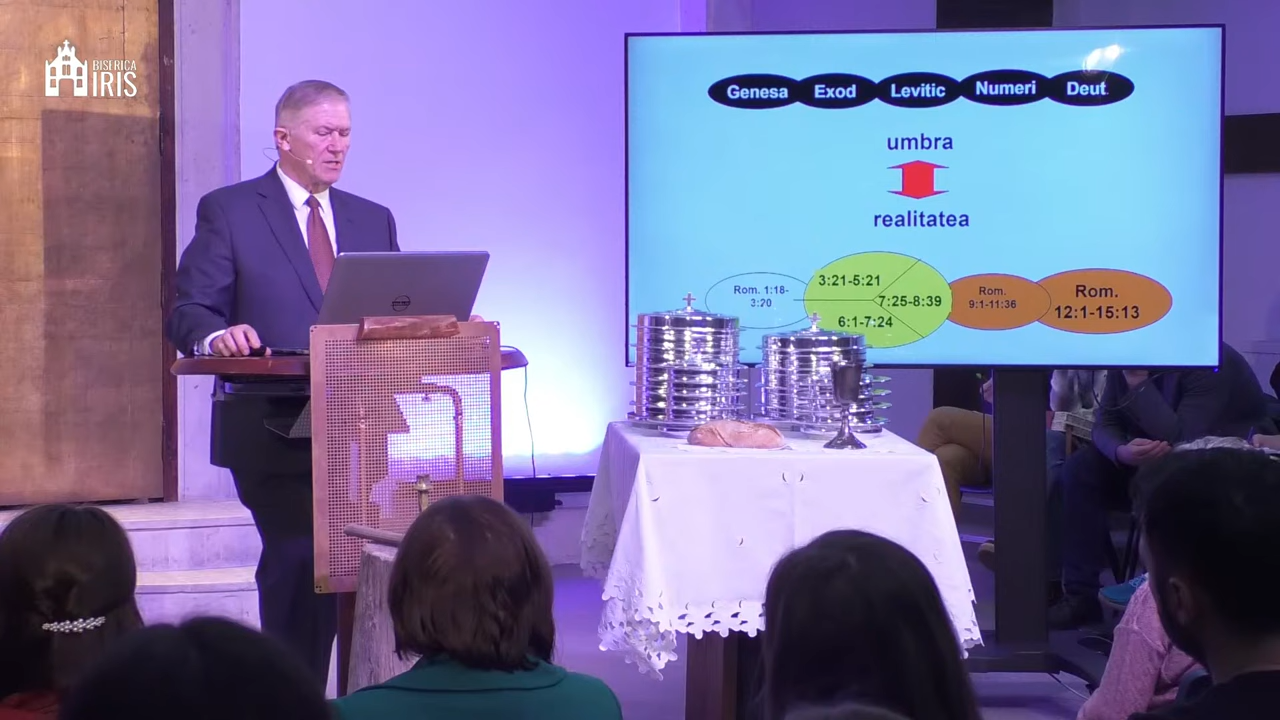 BISERICA
IRIS
Genesa Exod Levitic Numeri Deut.
umbra
realitatea
Rom. 1:18-
3:20
3:21-5:21
7:25-8:39
6:1-7:24
Rom.
9:1-11:36
Rom.
12:1-15:13